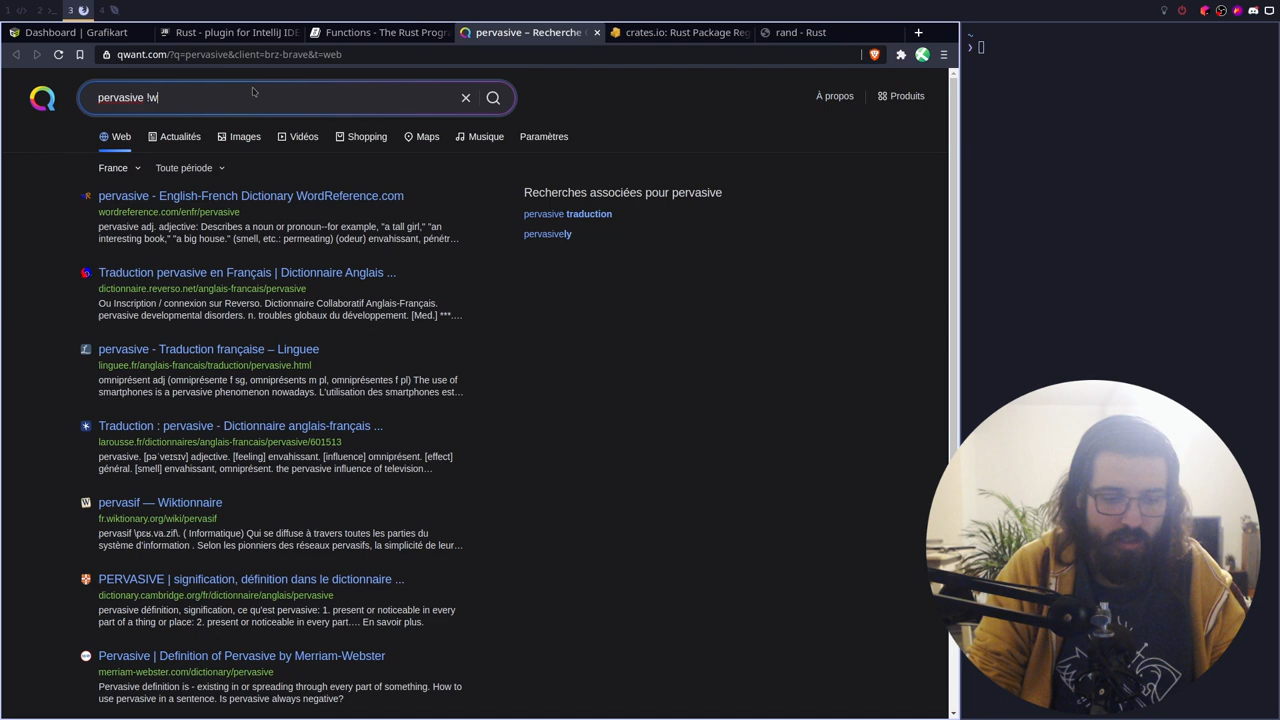 1
2
3
4
Dashboard | Grafikart
Rust - plugin for Intellij IDE
Functions - The Rust Progr
pervasive – Recherche
crates.io: Rust Package Reg
rand - Rust
qwant.com/?q=pervasive&client=brz-brave&t=web
pervasive !w
À propos
Produits
Web
Actualités
Images
Vidéos
Shopping
Maps
Musique
Paramètres
France
Toute période
pervasive - English-French Dictionary WordReference.com
wordreference.com/enfr/pervasive
pervasive adj. adjective: Describes a noun or pronoun--for example, "a tall girl," "an
interesting book," "a big house." (smell, etc.: permeating) (odeur) envahissant, pénétr…
Traduction pervasive en Français | Dictionnaire Anglais ...
dictionnaire.reverso.net/anglais-francais/pervasive
Ou Inscription / connexion sur Reverso. Dictionnaire Collaboratif Anglais-Français.
pervasive developmental disorders. n. troubles globaux du développement. [Med.] ***.…
pervasive - Traduction française – Linguee
linguee.fr/anglais-francais/traduction/pervasive.html
omniprésent adj (omniprésente f sg, omniprésents m pl, omniprésentes f pl) The use of
smartphones is a pervasive phenomenon nowadays. L'utilisation des smartphones est…
Traduction : pervasive - Dictionnaire anglais-français ...
larousse.fr/dictionnaires/anglais-francais/pervasive/601513
pervasive. [pəˈveɪsɪv] adjective. [feeling] envahissant. [influence] omniprésent. [effect]
général. [smell] envahissant, omniprésent. the pervasive influence of television…
pervasif — Wiktionnaire
fr.wiktionary.org/wiki/pervasif
pervasif \pɛʁ.va.zif\. ( Informatique) Qui se diffuse à travers toutes les parties du
système d'information . Selon les pionniers des réseaux pervasifs, la simplicité de leur…
PERVASIVE | signification, définition dans le dictionnaire ...
dictionary.cambridge.org/fr/dictionnaire/anglais/pervasive
pervasive définition, signification, ce qu'est pervasive: 1. present or noticeable in every
part of a thing or place: 2. present or noticeable in every part…. En savoir plus.
Pervasive | Definition of Pervasive by Merriam-Webster
merriam-webster.com/dictionary/pervasive
Pervasive definition is - existing in or spreading through every part of something. How to
use pervasive in a sentence. Is pervasive always negative?
Recherches associées pour pervasive
pervasive traduction
pervasively
~
❯